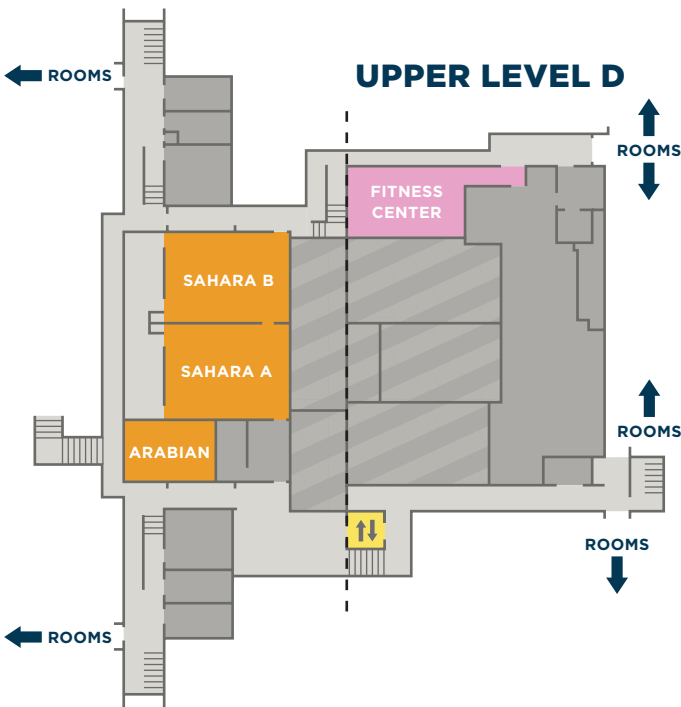 UPPER LEVEL D
ROOMS
ROOMS
FITNESS
CENTER
SAHARA B
SAHARA A
ROOMS
ARABIAN
ROOMS
ROOMS